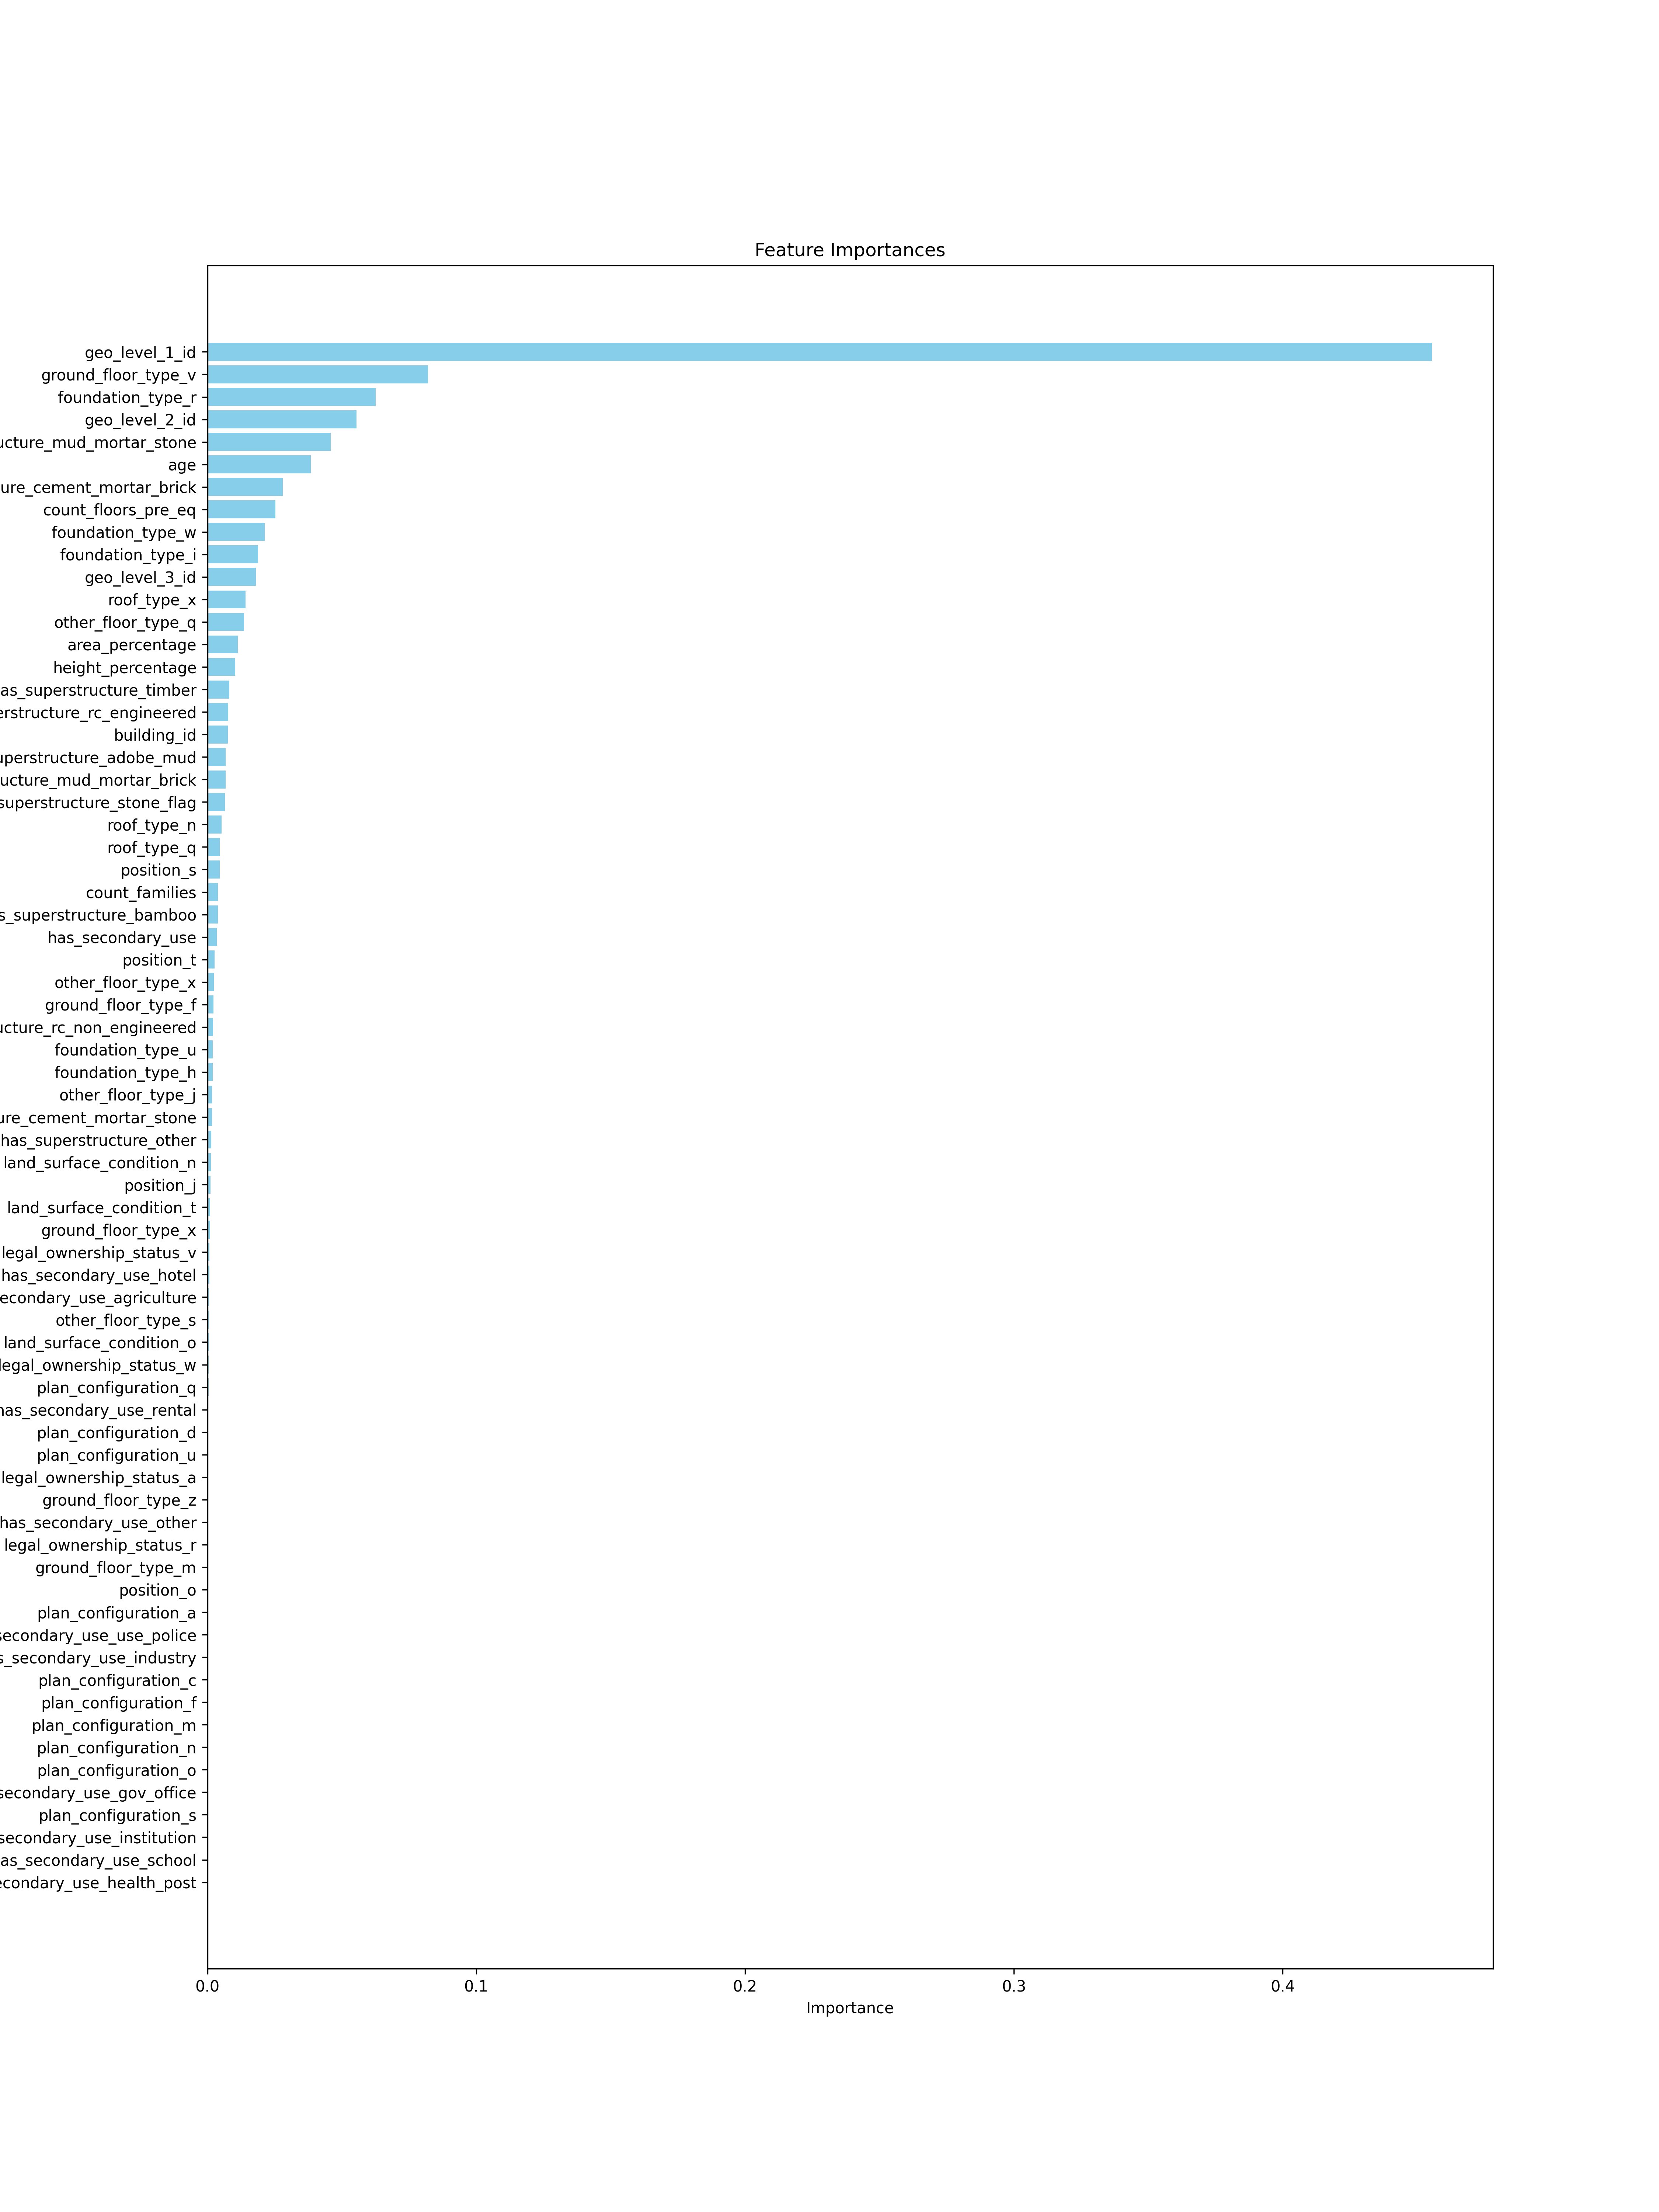 Feature Importances
geo_level_1_id
ground_floor_type_v
foundation_type_r
geo_level_2_id
ucture_mud_mortar_stone
age
ure_cement_mortar_brick
count_floors_pre_eq
foundation_type_w
foundation_type_i
geo_level_3_id
roof_type_x
other_floor_type_q
area_percentage
height_percentage
as_superstructure_timber
erstructure_rc_engineered
building_id
uperstructure_adobe_mud
ucture_mud_mortar_brick
superstructure_stone_flag
roof_type_n
roof_type_q
position_s
count_families
s_superstructure_bamboo
has_secondary_use
position_t
other_floor_type_x
ground_floor_type_f
ucture_rc_non_engineered
foundation_type_u
foundation_type_h
other_floor_type_j
ure_cement_mortar_stone
has_superstructure_other
land_surface_condition_n
position_j
land_surface_condition_t
ground_floor_type_x
legal_ownership_status_v
has_secondary_use_hotel
econdary_use_agriculture
other_floor_type_s
land_surface_condition_o
legal_ownership_status_w
plan_configuration_q
has_secondary_use_rental
plan_configuration_d
plan_configuration_u
legal_ownership_status_a
ground_floor_type_z
has_secondary_use_other
legal_ownership_status_r
ground_floor_type_m
position_o
plan_configuration_a
secondary_use_use_police
s_secondary_use_industry
plan_configuration_c
plan_configuration_f
plan_configuration_m
plan_configuration_n
plan_configuration_o
secondary_use_gov_office
plan_configuration_s
secondary_use_institution
as_secondary_use_school
econdary_use_health_post
0.0 0.1 0.2 0.3 0.4
Importance